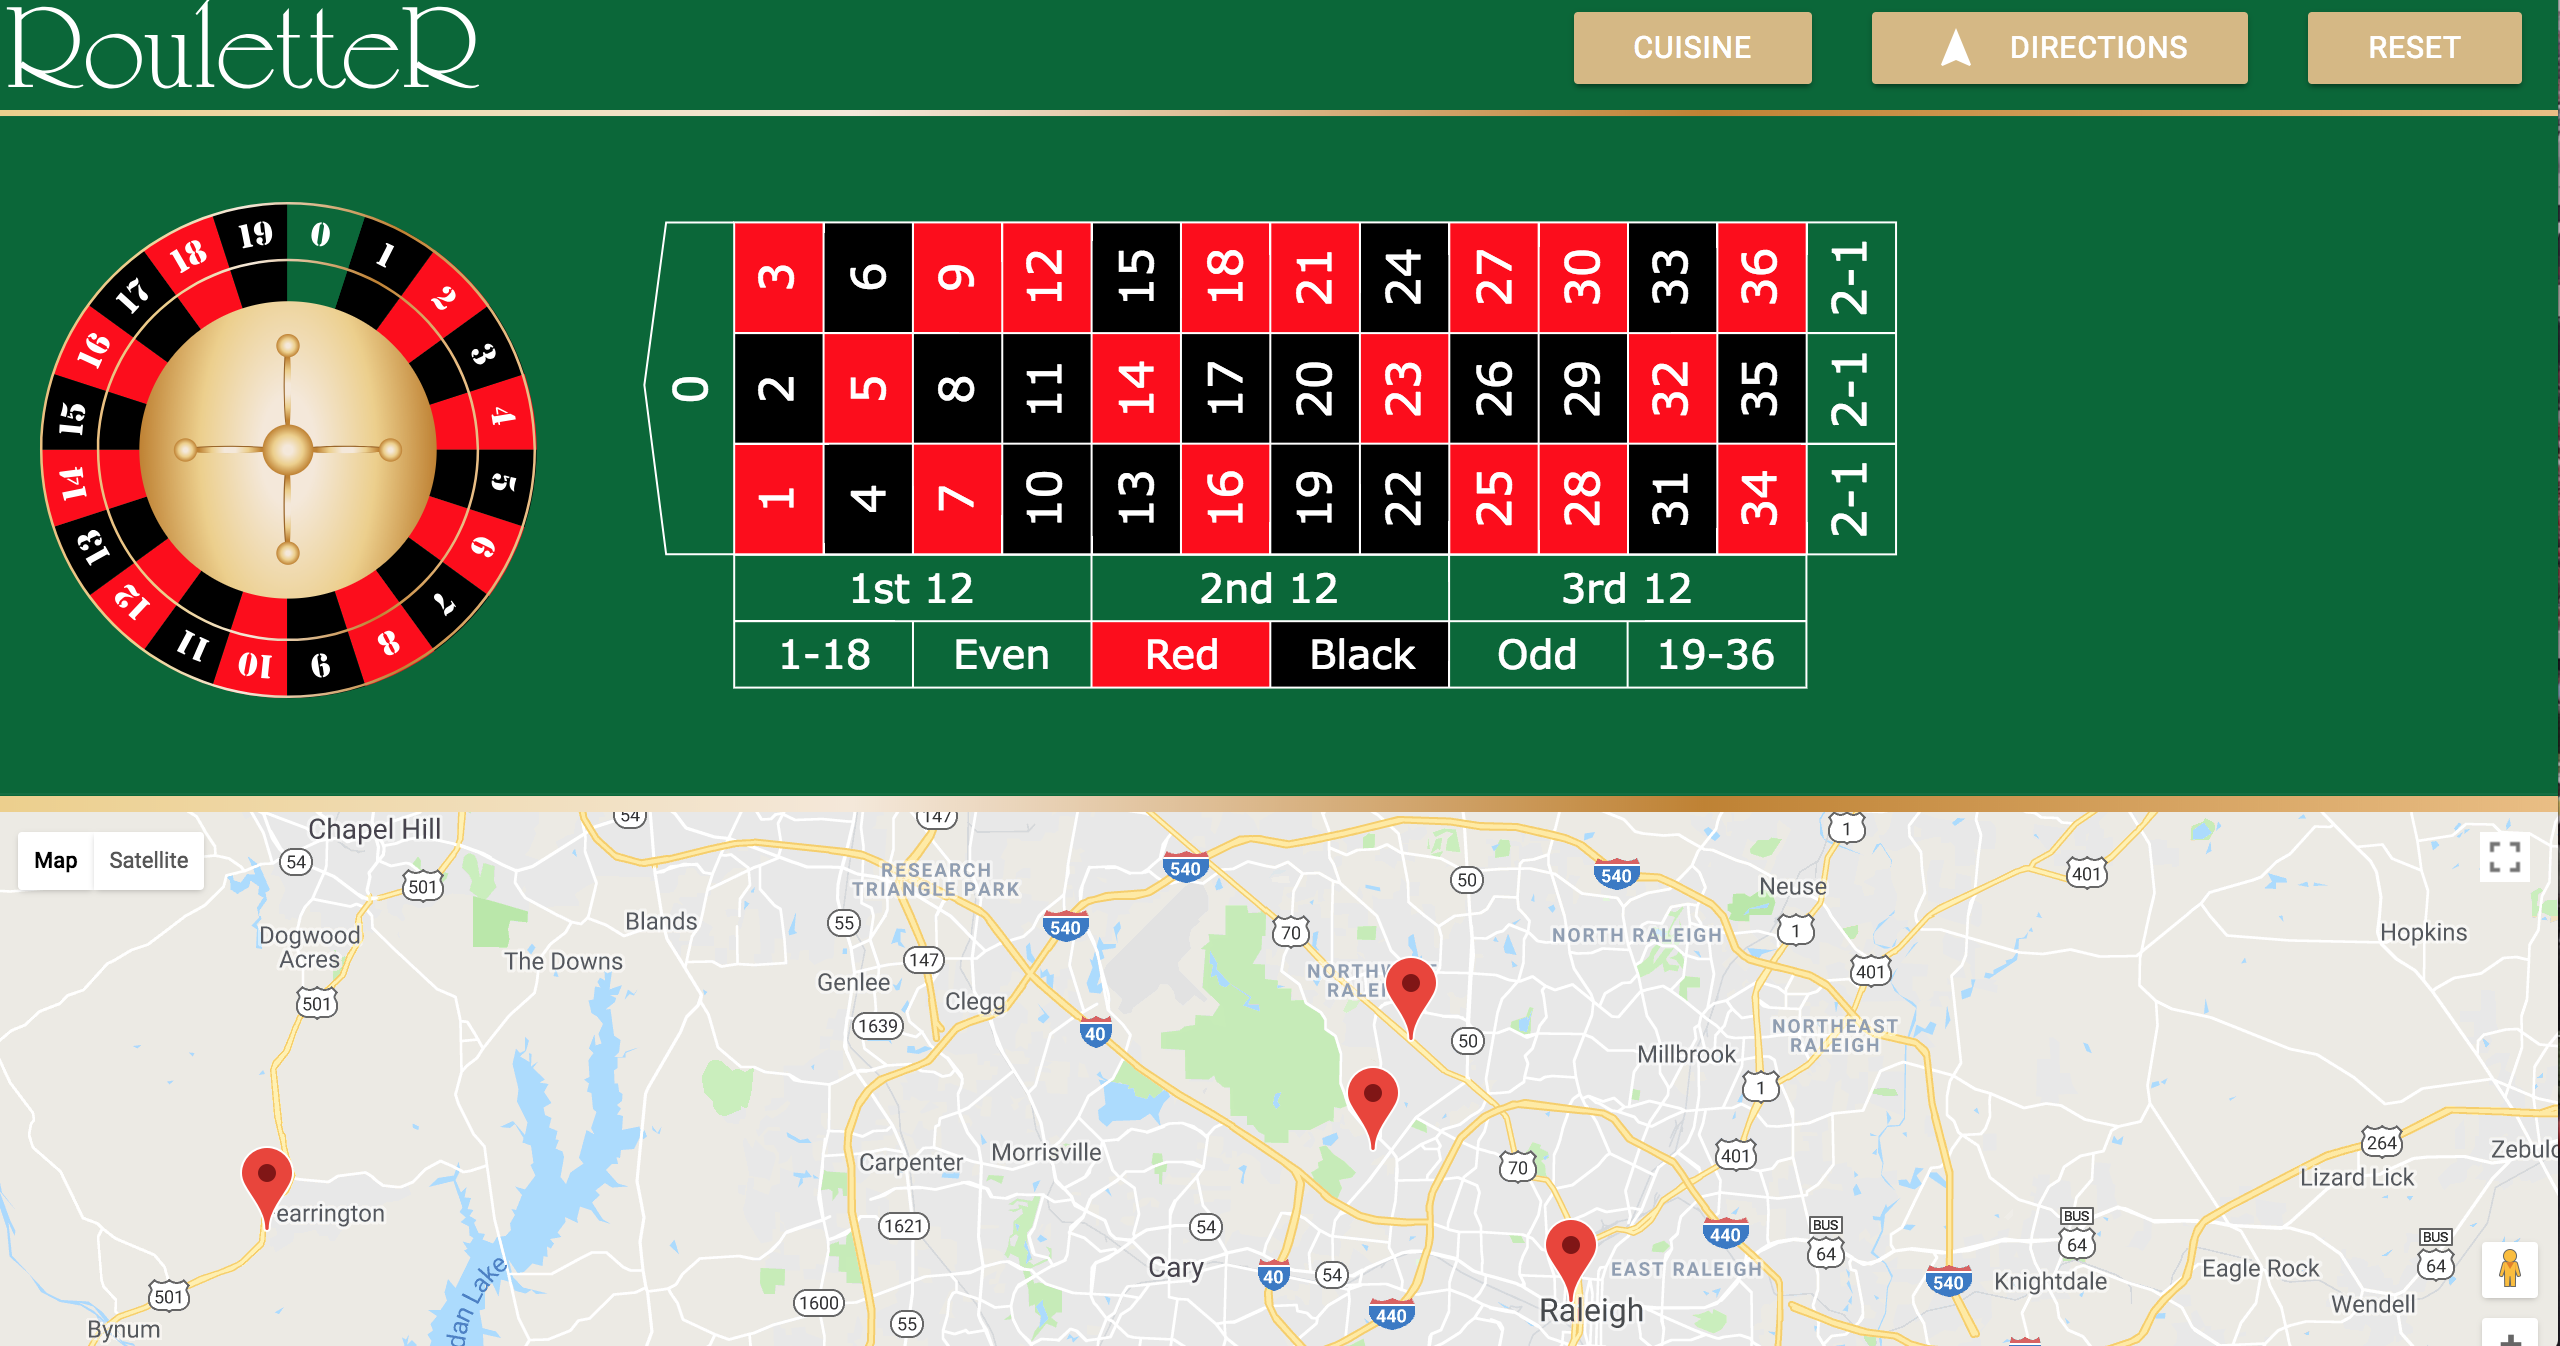 RouletteR
CUISINE
DIRECTIONS
RESET
0
1
2
3
4
5
6
7
8
9
10
11
12
13
14
15
16
17
18
19
0
3 6 9 12 15 18 21 24 27 30 33 36 2-1
2 5 8 11 14 17 20 23 26 29 32 35 2-1
1 4 7 10 13 16 19 22 25 28 31 34 2-1
1st 12 2nd 12 3rd 12
1-18 Even Red Black Odd 19-36
Map Satellite
Chapel Hill
54
147
1
54
501
RESEARCH
TRIANGLE PARK
540
50
540
Neuse
401
Blands
55
540
70
NORTH RALEIGH
1
Hopkins
Dogwood
Acres
The Downs
147
401
501
Genlee
Clegg
1639
40
50
NORTHEAST
RALEIGH
Millbrook
1
Carpenter
Morrisville
70
401
264
Lizard Lick
earrington
1621
54
440
BUS
64
BUS
64
BUS
64
Cary
40
54
EAST RALEIGH
540
Knightdale
Eagle Rock
501
1600
55
440
Raleigh
Wendell
Bynum
dan Lake